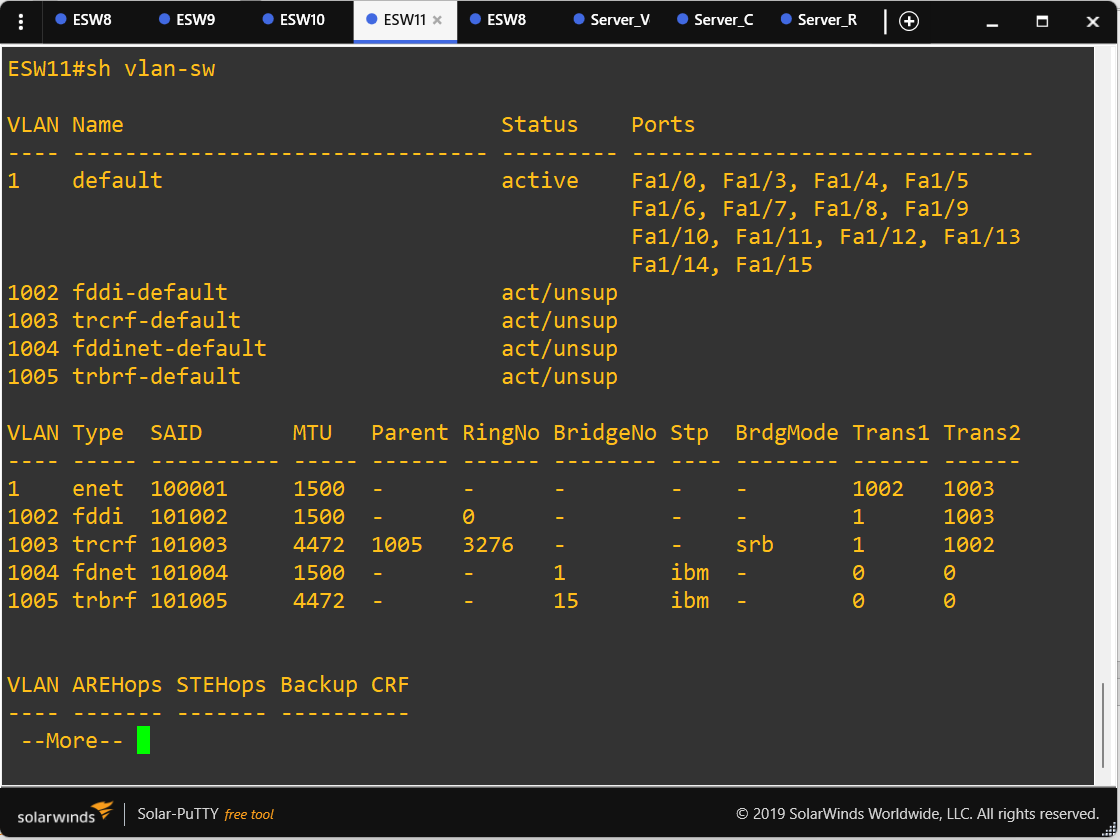 ESW8 ESW9 ESW10 ESW11 ESW8 Server_V Server_C Server_R
ESW11#sh vlan-sw
VLAN Name                             Status    Ports
---- -------------------------------- --------- -------------------------------
1    default                          active    Fa1/0, Fa1/3, Fa1/4, Fa1/5
                                                Fa1/6, Fa1/7, Fa1/8, Fa1/9
                                                Fa1/10, Fa1/11, Fa1/12, Fa1/13
                                                Fa1/14, Fa1/15
1002 fddi-default                     act/unsup
1003 trcrf-default                    act/unsup
1004 fddinet-default                  act/unsup
1005 trbrf-default                    act/unsup
VLAN Type  SAID       MTU   Parent RingNo BridgeNo Stp  BrdgMode Trans1 Trans2
---- ----- ---------- ----- ------ ------ -------- ---- -------- ------ ------
1    enet  100001     1500  -      -      -        -    -        1002   1003
1002 fddi  101002     1500  -      0      -        -    -        1      1003
1003 trcrf 101003     4472  1005   3276   -        -    srb      1      1002
1004 fdnet 101004     1500  -      -      1        ibm  -        0      0
1005 trbrf 101005     4472  -      -      15       ibm  -        0      0
VLAN AREHops STEHops Backup CRF
---- ------- ------- ----------
 --More--
solarwinds Solar-PuTTY free tool © 2019 SolarWinds Worldwide, LLC. All rights reserved.